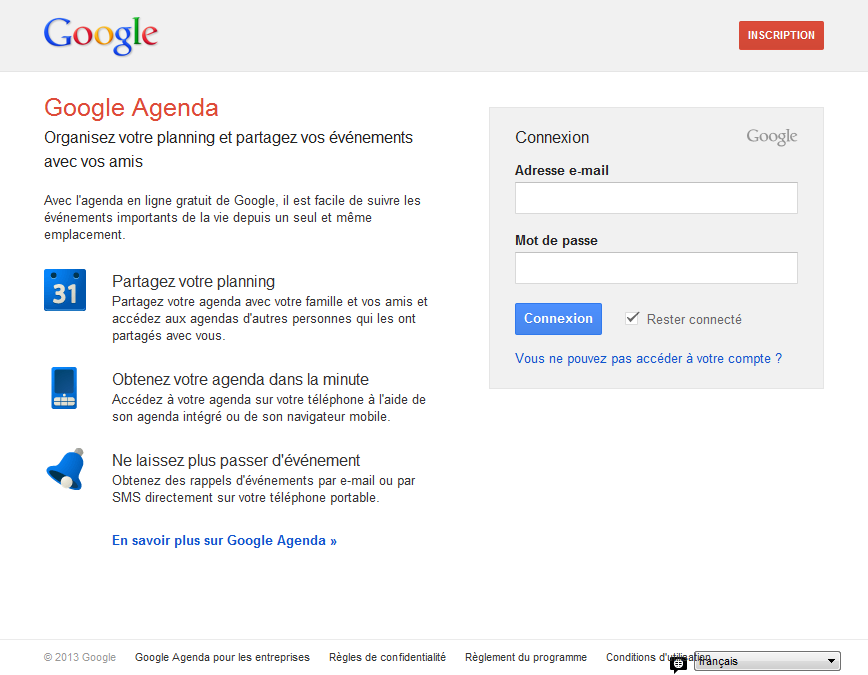 Google
INSCRIPTION
Google Agenda
Organisez votre planning et partagez vos événements
avec vos amis
Avec l'agenda en ligne gratuit de Google, il est facile de suivre les
événements importants de la vie depuis un seul et même
emplacement.
31
Partagez votre planning
Partagez votre agenda avec votre famille et vos amis et
accédez aux agendas d'autres personnes qui les ont
partagés avec vous.
Obtenez votre agenda dans la minute
Accédez à votre agenda sur votre téléphone à l'aide de
son agenda intégré ou de son navigateur mobile.
Ne laissez plus passer d'événement
Obtenez des rappels d'événements par e-mail ou par
SMS directement sur votre téléphone portable.
En savoir plus sur Google Agenda »
Connexion
Google
Adresse e-mail
Mot de passe
Connexion
Rester connecté
Vous ne pouvez pas accéder à votre compte ?
© 2013 Google
Google Agenda pour les entreprises
Règles de confidentialité
Règlement du programme
Conditions d'utilisation
français